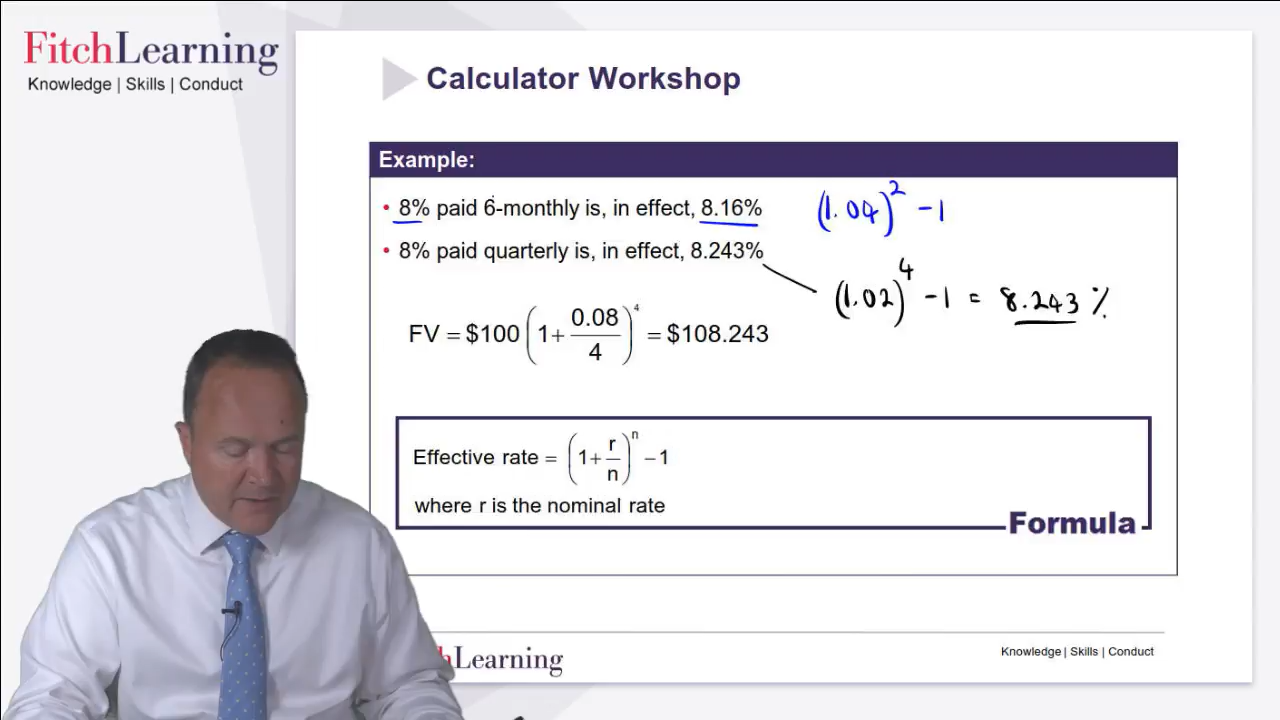 FitchLearning
Knowledge | Skills | Conduct
Calculator Workshop
Example:
• 8% paid 6-monthly is, in effect, 8.16% (1.04)² - 1
• 8% paid quarterly is, in effect, 8.243%
(1.02)⁴ - 1 = 8.243 %
FV = $100 (1 + 0.08/4)⁴ = $108.243
Effective rate = (1 + r/n)ⁿ − 1
where r is the nominal rate
Formula
hLearning
Knowledge | Skills | Conduct